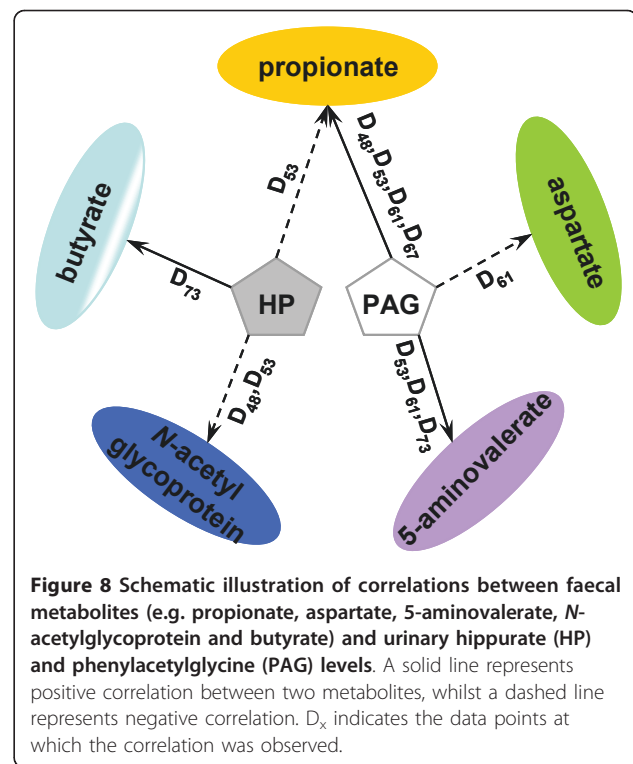 propionate
butyrate
aspartate
D53
D48,D53,D61,D67
D73
HP
PAG
D61
D48,D53
D53,D61,D73
N-acetyl
glycoprotein
5-aminovalerate
Figure 8 Schematic illustration of correlations between faecal
metabolites (e.g. propionate, aspartate, 5-aminovalerate, N-
acetylglycoprotein and butyrate) and urinary hippurate (HP)
and phenylacetylglycine (PAG) levels. A solid line represents
positive correlation between two metabolites, whilst a dashed line
represents negative correlation. Dx indicates the data points at
which the correlation was observed.